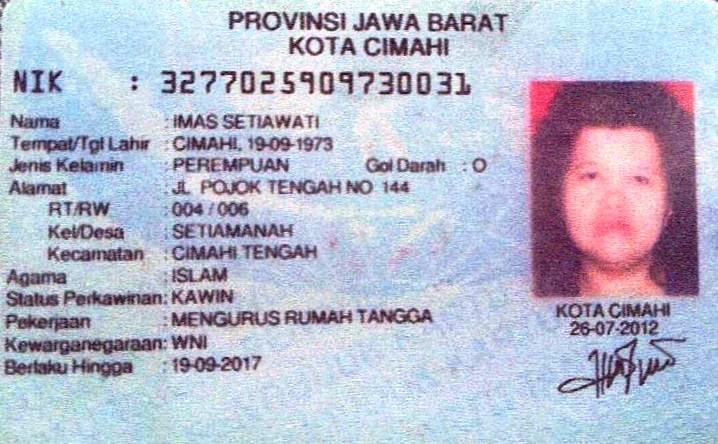 PROVINSI JAWA BARAT
KOTA CIMAHI
NIK : 3277025909730031
Nama : IMAS SETIAWATI
Tempat/Tgl Lahir : CIMAHI, 19-09-1973
Jenis Kelamin : PEREMPUAN Gol Darah : O
Alamat : JL POJOK TENGAH NO 144
RT/RW : 004 / 006
Kel/Desa : SETIAMANAH
Kecamatan : CIMAHI TENGAH
Agama : ISLAM
Status Perkawinan: KAWIN
Pekerjaan : MENGURUS RUMAH TANGGA
Kewarganegaraan: WNI
Berlaku Hingga : 19-09-2017
KOTA CIMAHI
26-07-2012